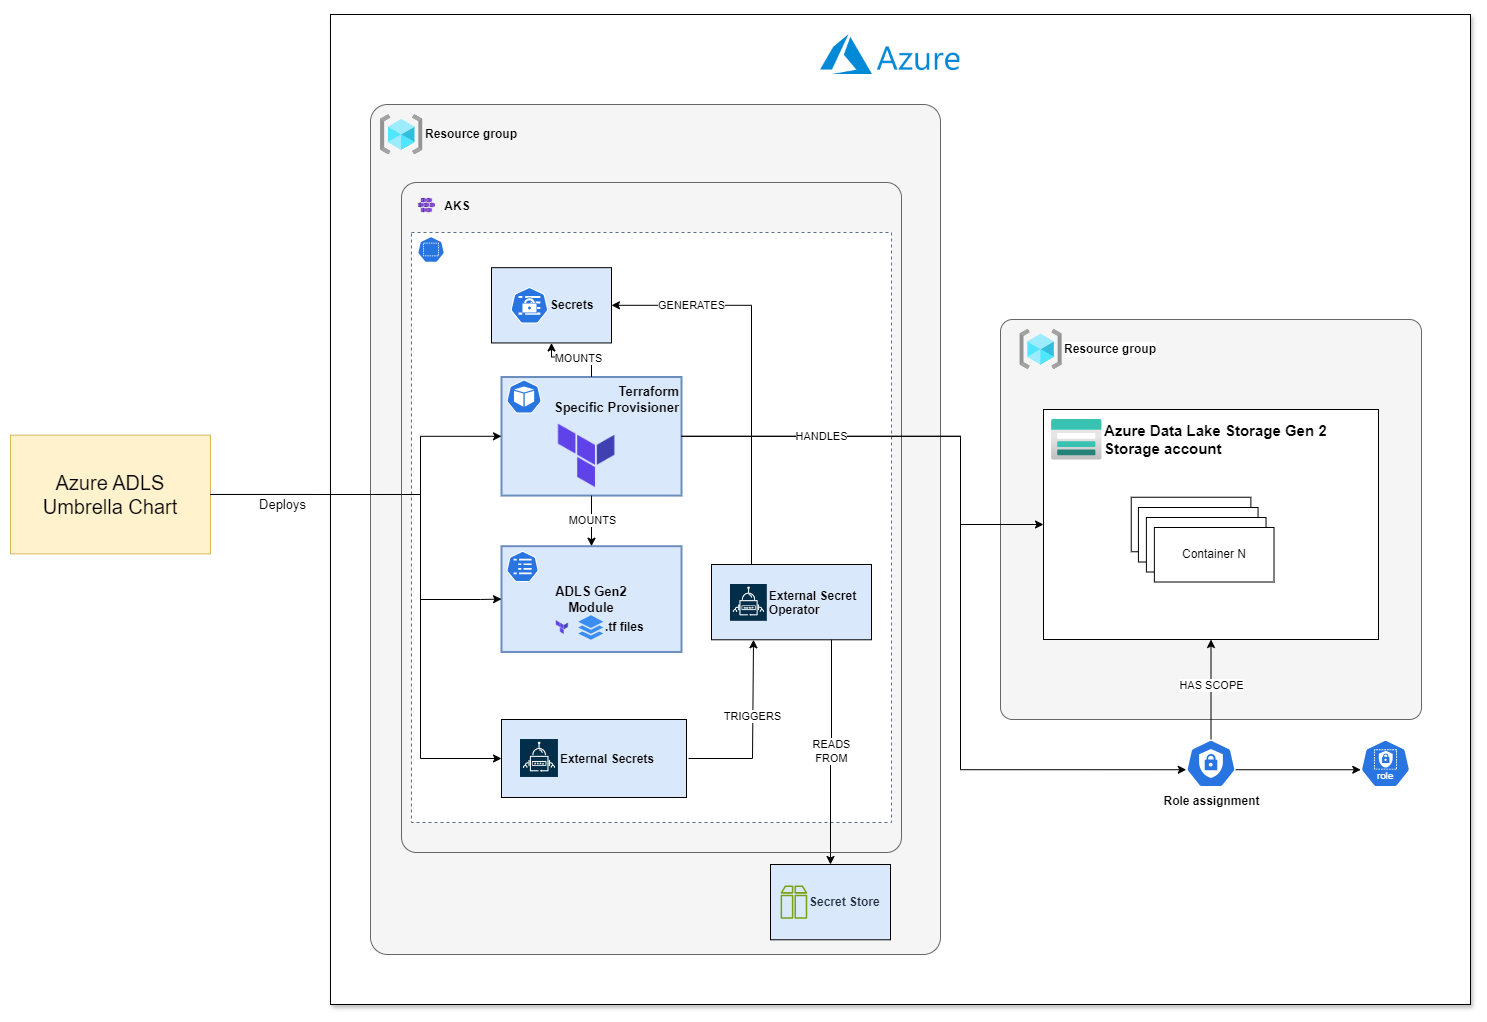 Azure
Resource group
AKS
Secrets
GENERATES
MOUNTS
Terraform
Specific Provisioner
HANDLES
Resource group
Azure Data Lake Storage Gen 2
Storage account
Container N
Azure ADLS
Umbrella Chart
Deploys
MOUNTS
ADLS Gen2
Module
.tf files
External Secret
Operator
TRIGGERS
External Secrets
READS
FROM
HAS SCOPE
role
Role assignment
Secret Store